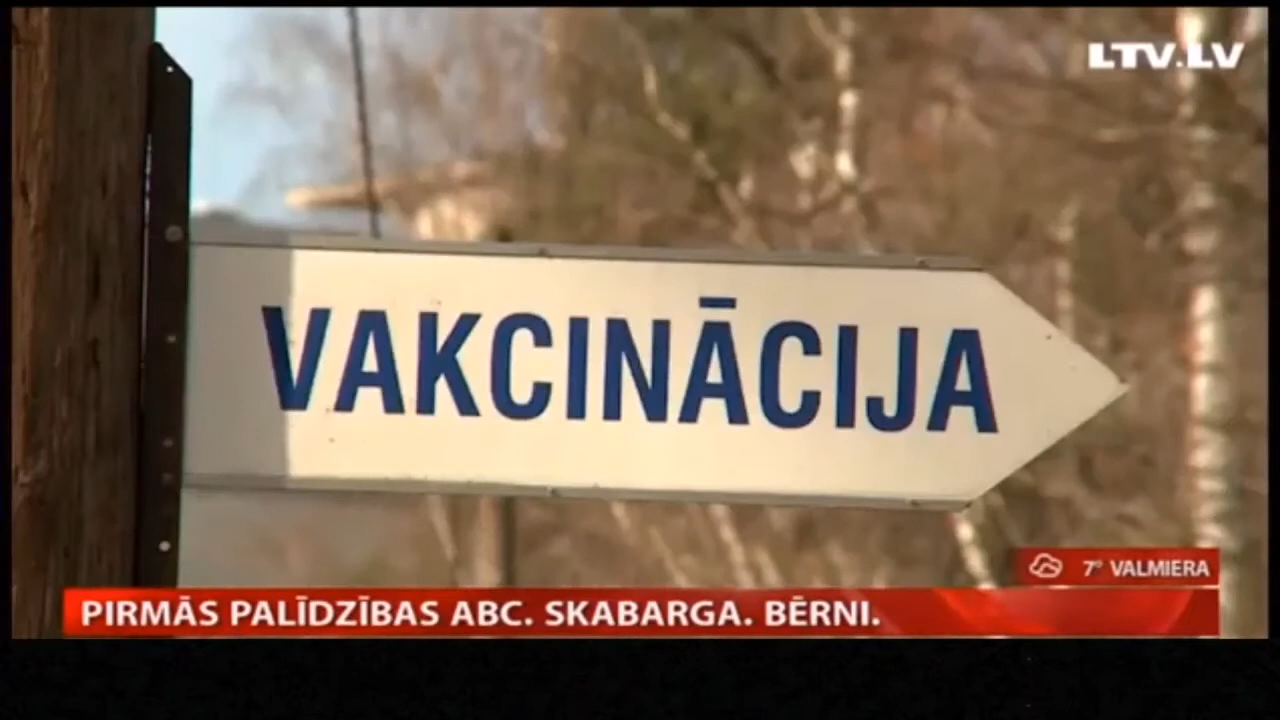 LTV.LV
VAKCINĀCIJA
7° VALMIERA
PIRMĀS PALĪDZĪBAS ABC. SKABARGA. BĒRNI.